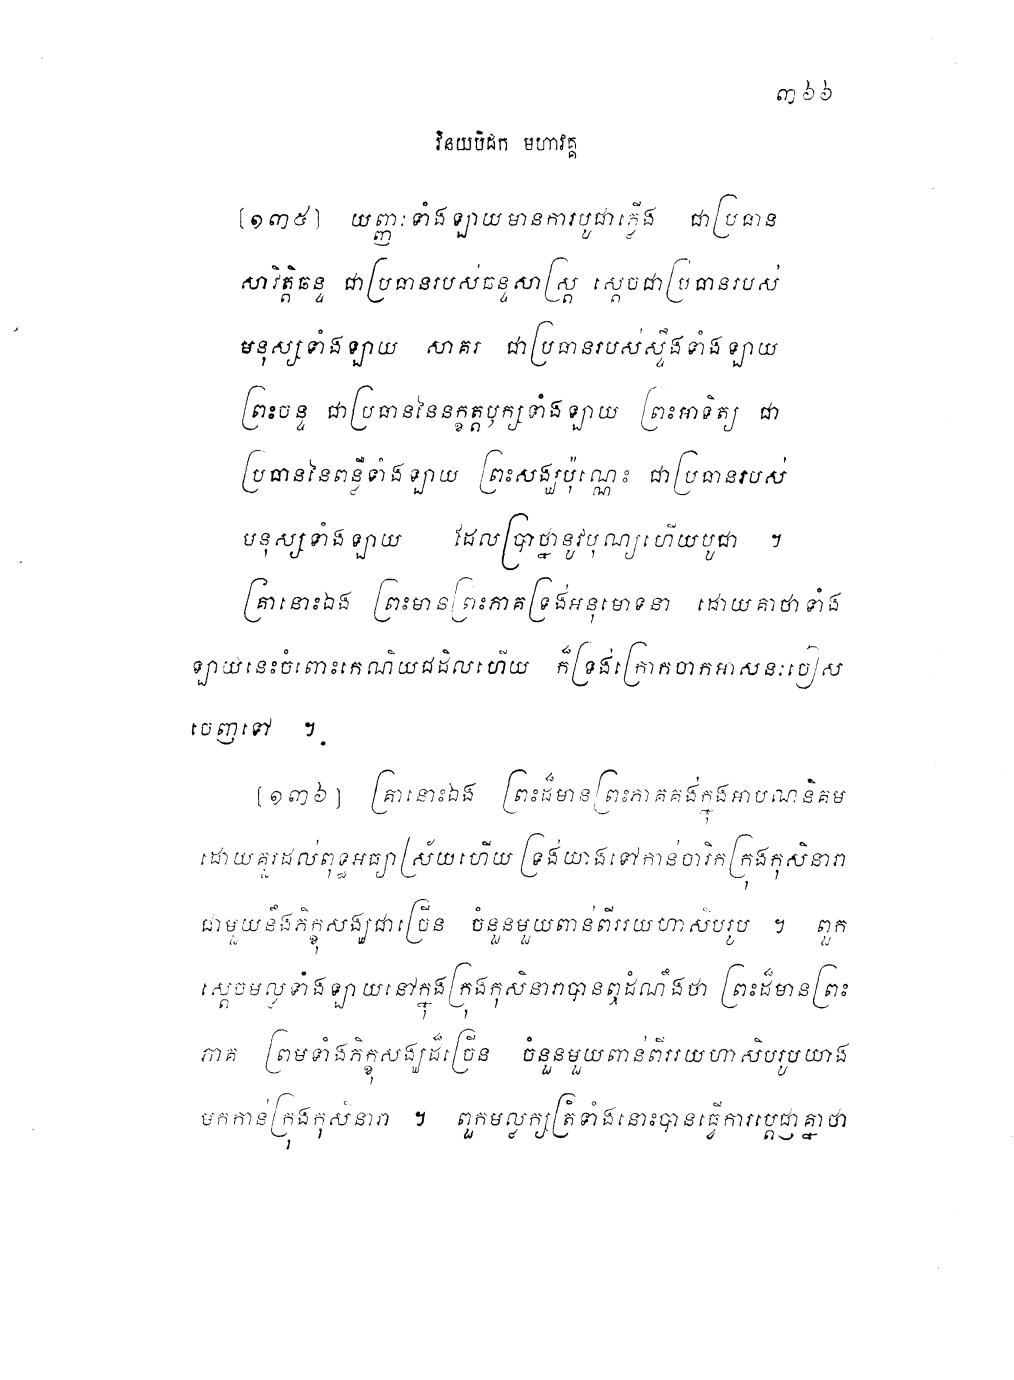 ៣៦៦
វិនយបិដក មហាវគ្គ
[១៣៥] យញ្ញៈទាំងឡាយមានការបូជាភ្លើង ជាប្រធាន
សាវិត្តិឆន្ទ ជាប្រធានរបស់ឆន្ទសាស្ត្រ ស្តេចជាប្រធានរបស់
មនុស្សទាំងឡាយ សាគរ ជាប្រធានរបស់ស្ទឹងទាំងឡាយ
ព្រះចន្ទ ជាប្រធាននៃនក្ខត្តឫក្សទាំងឡាយ ព្រះអាទិត្យ ជា
ប្រធាននៃពន្លឺទាំងឡាយ ព្រះសង្ឃប៉ុណ្ណោះ ជាប្រធានរបស់
មនុស្សទាំងឡាយ ដែលប្រាថ្នានូវបុណ្យហើយបូជា ។
គ្រានោះឯង ព្រះមានព្រះភាគទ្រង់អនុមោទនា ដោយគាថាទាំង
ឡាយនេះចំពោះកេណិយជដិលហើយ ក៏ទ្រង់ក្រោកចាកអាសនៈចៀស
ចេញទៅ ។
[១៣៦] គ្រានោះឯង ព្រះដ៏មានព្រះភាគគង់ក្នុងអាបណនិគម
ដោយគួរដល់ពុទ្ធអធ្យាស្រ័យហើយ ទ្រង់យាងទៅកាន់ចារិកក្រុងកុសិនារា
ជាមួយនឹងភិក្ខុសង្ឃជាច្រើន ចំនួនមួយពាន់ពីររយហាសិបរូប ។ ពួក
ស្តេចមល្លទាំងឡាយនៅក្នុងក្រុងកុសិនារាបានឮដំណឹងថា ព្រះដ៏មានព្រះ
ភាគ ព្រមទាំងភិក្ខុសង្ឃដ៏ច្រើន ចំនួនមួយពាន់ពីររយហាសិបរូបយាង
មកកាន់ក្រុងកុសិនារា ។ ពួកមល្លក្សត្រិទាំងនោះបានធ្វើការប្តេជ្ញាគ្នាថា